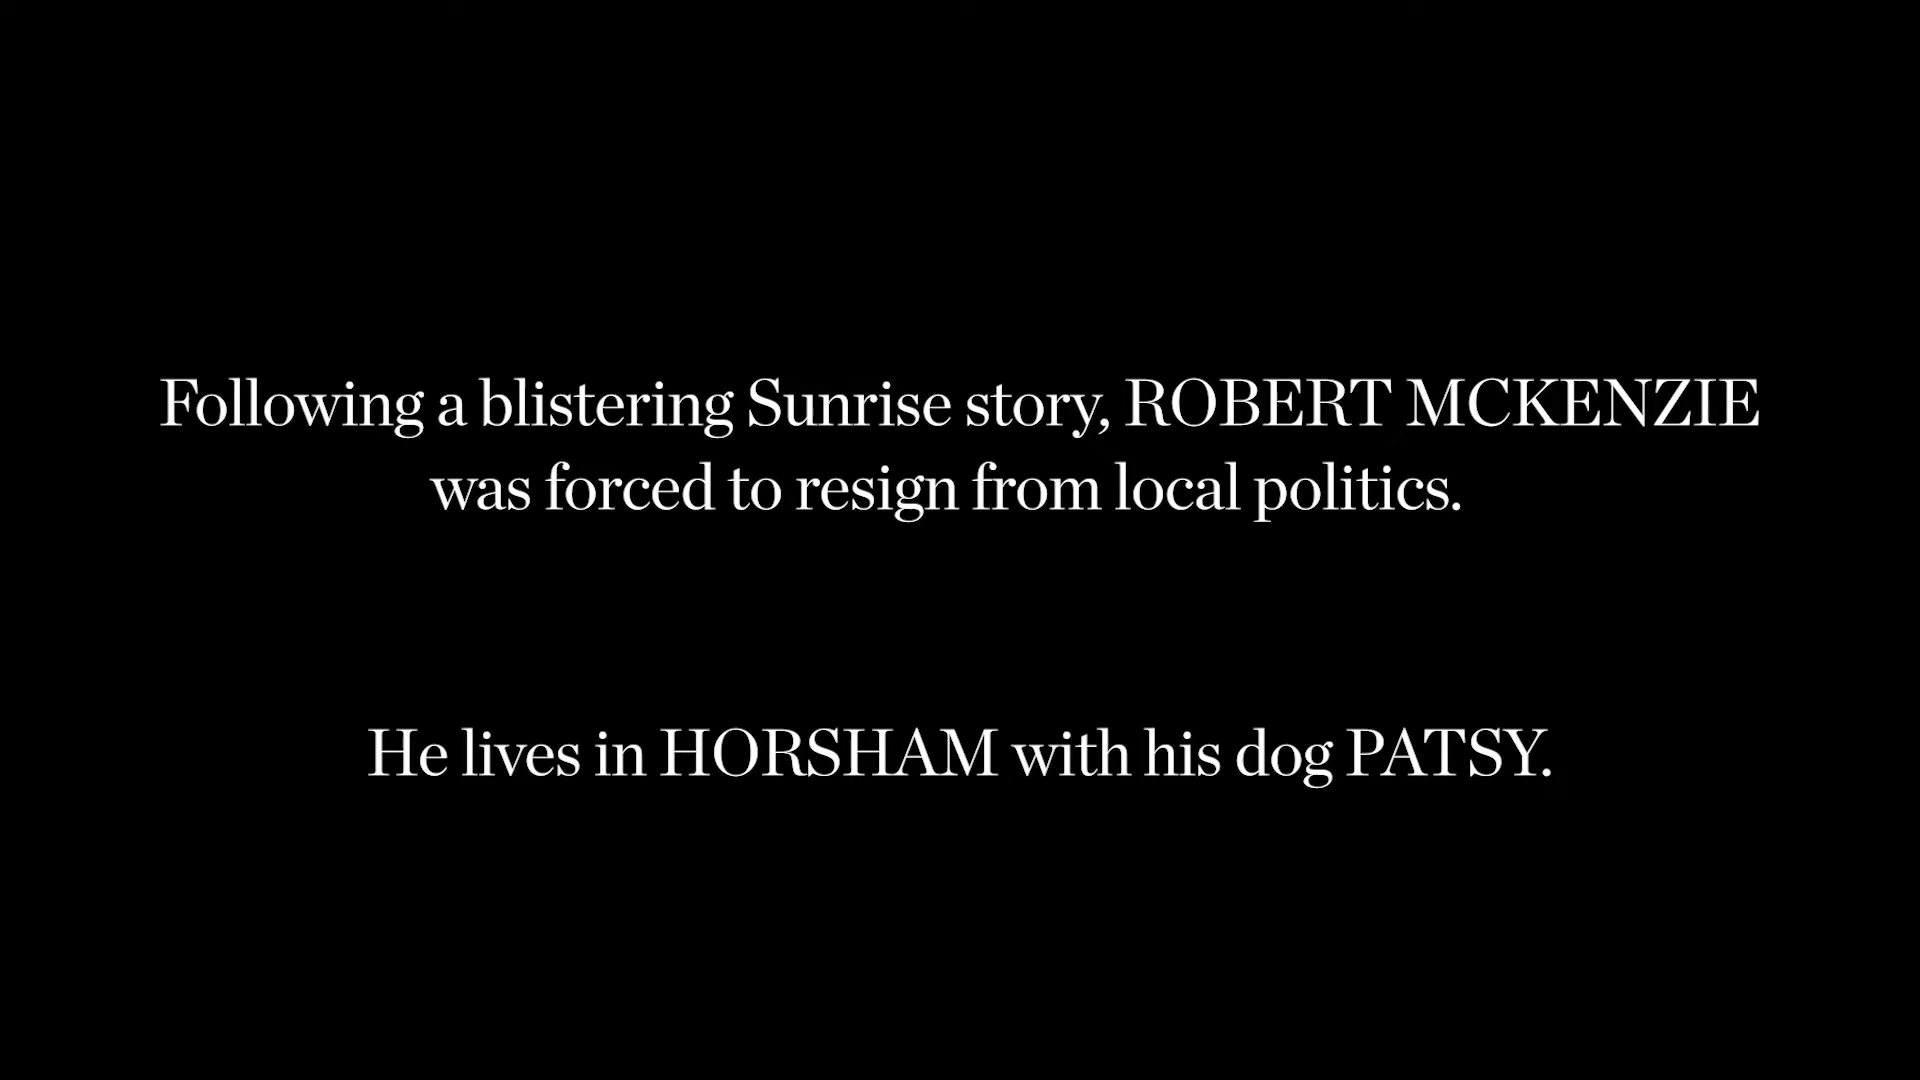 Following a blistering Sunrise story, ROBERT MCKENZIE
was forced to resign from local politics.
He lives in HORSHAM with his dog PATSY.